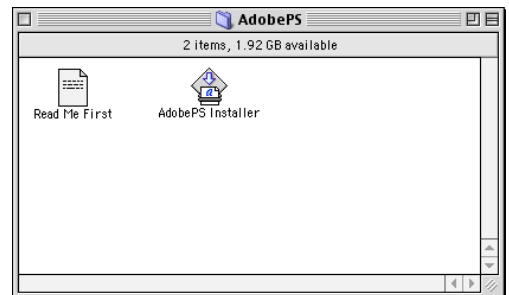 AdobePS
2 items, 1.92 GB available
Read Me First
AdobePS Installer